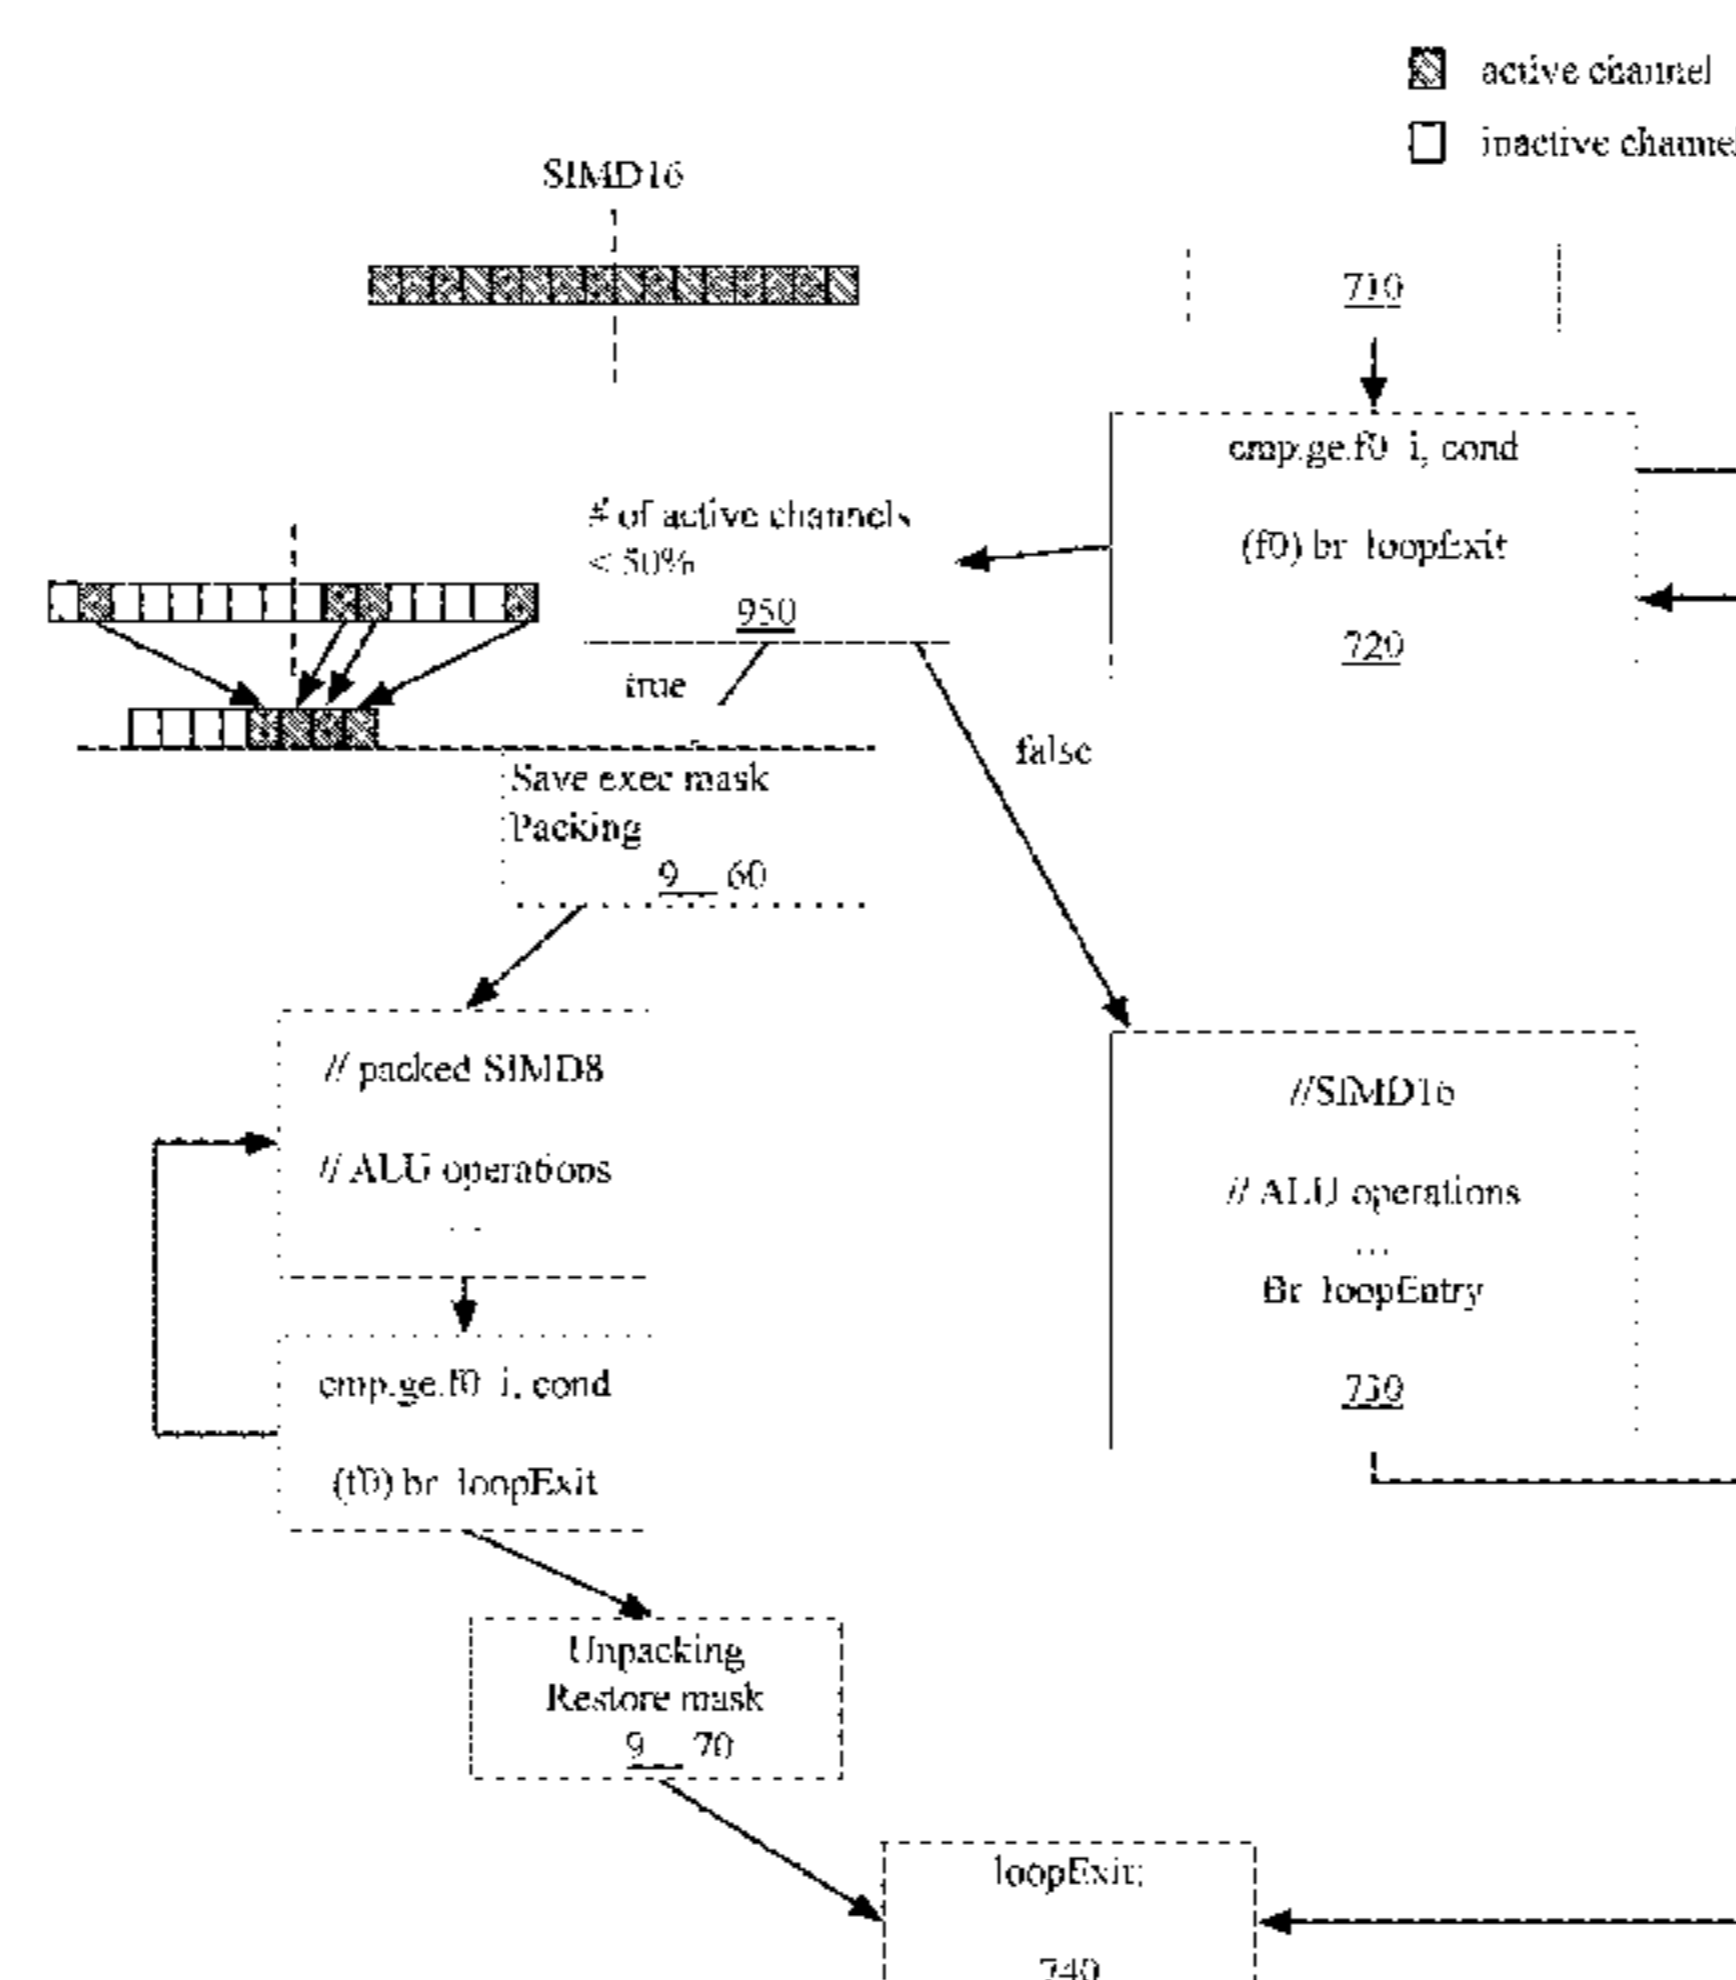 active channel
inactive channel
SIMD16
710
cmp.ge.f0 i, cond
(f0) br loopExit
720
# of active channels
< 50%
950
true
false
Save exec mask
Packing
9 60
// packed SIMD8
// ALU operations
...
cmp.ge.f0 i, cond
(f0) br loopExit
//SIMD16
// ALU operations
...
Br loopEntry
730
Unpacking
Restore mask
9 70
loopExit:
740